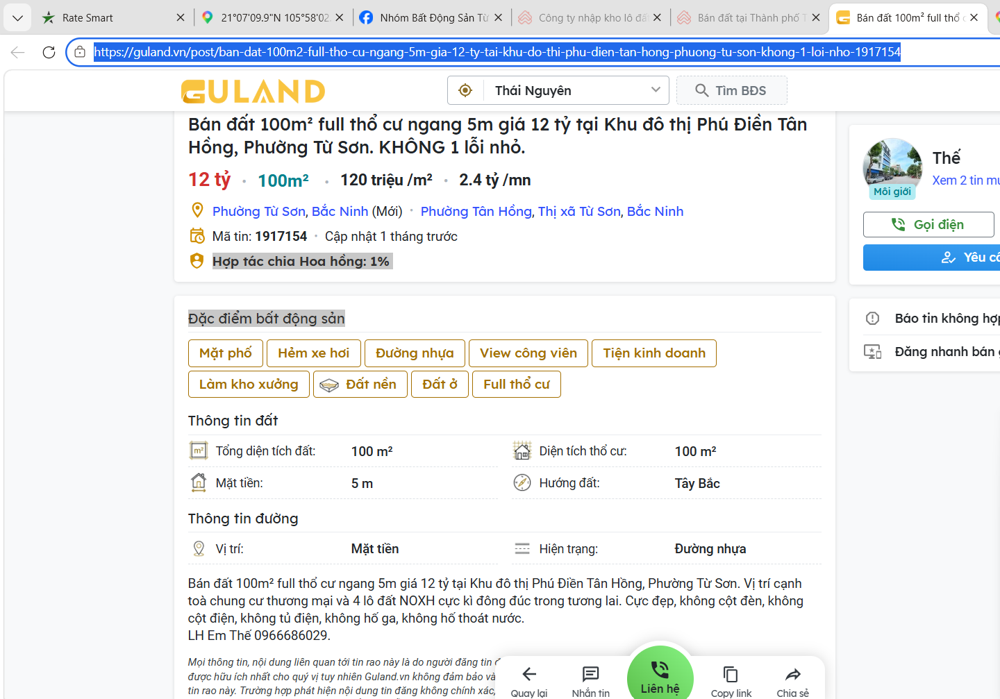 Rate Smart
21°07'09.9"N 105°58'02.
Nhóm Bất Động Sản Từ
Công ty nhập kho lô đấ
Bán đất tại Thành phố T
Bán đất 100m² full thổ c
https://guland.vn/post/ban-dat-100m2-full-tho-cu-ngang-5m-gia-12-ty-tai-khu-do-thi-phu-dien-tan-hong-phuong-tu-son-khong-1-loi-nho-1917154
GULAND
Thái Nguyên
Tìm BĐS
Bán đất 100m² full thổ cư ngang 5m giá 12 tỷ tại Khu đô thị Phú Điền Tân
Hồng, Phường Từ Sơn. KHÔNG 1 lỗi nhỏ.
12 tỷ • 100m² • 120 triệu /m² • 2.4 tỷ /mn
Phường Từ Sơn, Bắc Ninh (Mới) • Phường Tân Hồng, Thị xã Từ Sơn, Bắc Ninh
Mã tin: 1917154 • Cập nhật 1 tháng trước
Hợp tác chia Hoa hồng: 1%
Thế
Xem 2 tin mu
Môi giới
Gọi điện
Yêu cầ
Báo tin không hợp
Đăng nhanh bán g
Đặc điểm bất động sản
Mặt phố
Hẻm xe hơi
Đường nhựa
View công viên
Tiện kinh doanh
Làm kho xưởng
Đất nền
Đất ở
Full thổ cư
Thông tin đất
m²
Tổng diện tích đất: 100 m²
Diện tích thổ cư: 100 m²
Mặt tiền: 5 m
Hướng đất: Tây Bắc
Thông tin đường
Vị trí: Mặt tiền
Hiện trạng: Đường nhựa
Bán đất 100m² full thổ cư ngang 5m giá 12 tỷ tại Khu đô thị Phú Điền Tân Hồng, Phường Từ Sơn. Vị trí cạnh
toà chung cư thương mại và 4 lô đất NOXH cực kì đông đúc trong tương lai. Cực đẹp, không cột đèn, không
cột điện, không tủ điện, không hố ga, không hố thoát nước.
LH Em Thế 0966686029.
Mọi thông tin, nội dung liên quan tới tin rao này là do người đăng tin đ
được hữu ích nhất cho quý vị tuy nhiên Guland.vn không đảm bảo và
tin rao này. Trường hợp phát hiện nội dung tin đăng không chính xác,
Quay lại
Nhắn tin
Liên hệ
Copy link
Chia sẻ